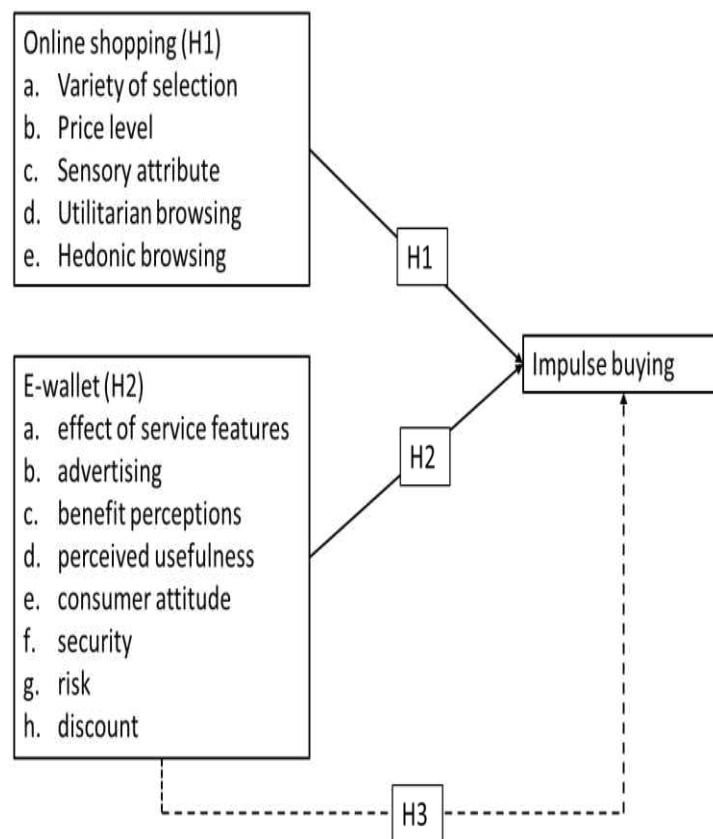 Online shopping (H1)
a. Variety of selection
b. Price level
c. Sensory attribute
d. Utilitarian browsing
e. Hedonic browsing
H1
Impulse buying
E-wallet (H2)
a. effect of service features
b. advertising
c. benefit perceptions
d. perceived usefulness
e. consumer attitude
f. security
g. risk
h. discount
H2
H3